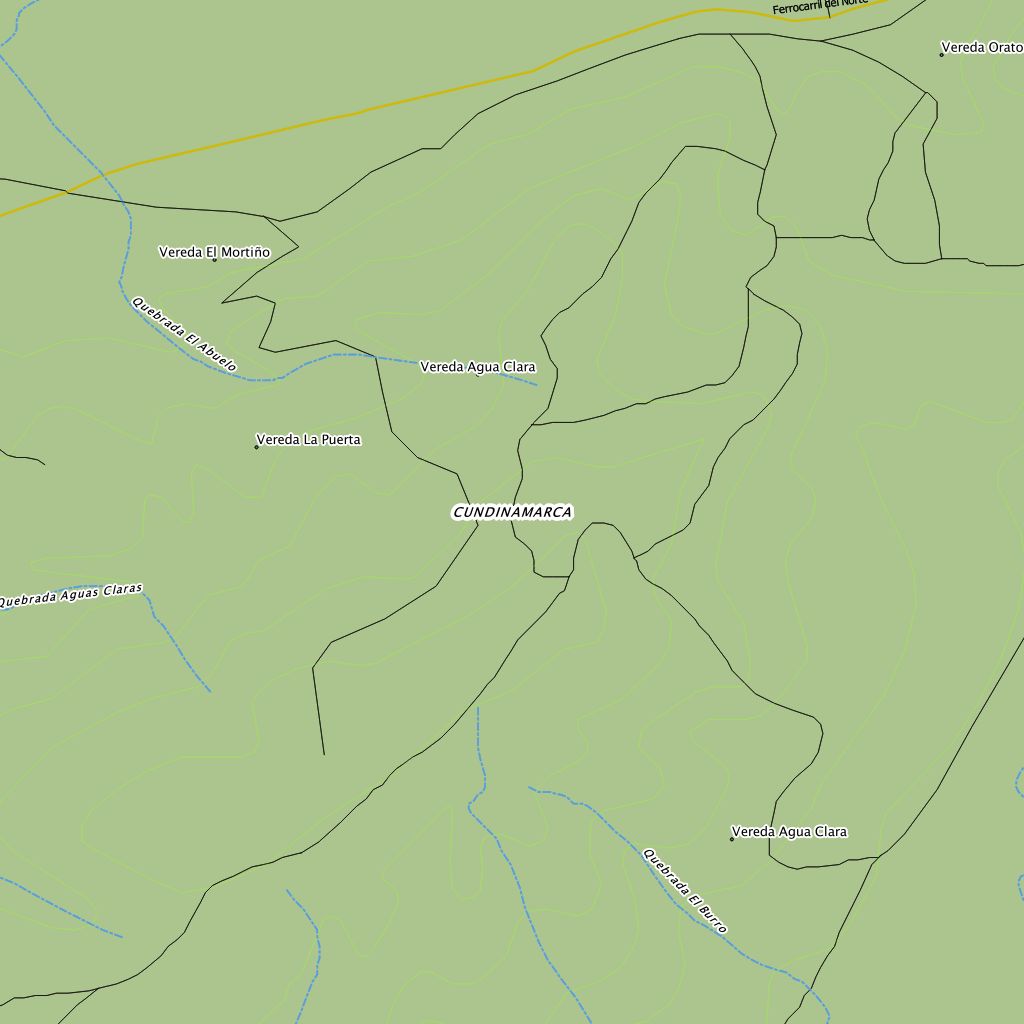 Ferrocarril del Norte
Vereda Orato
Vereda El Mortiño
Quebrada El Abuelo
Vereda Agua Clara
Vereda La Puerta
CUNDINAMARCA
Quebrada Aguas Claras
Vereda Agua Clara
Quebrada El Burro